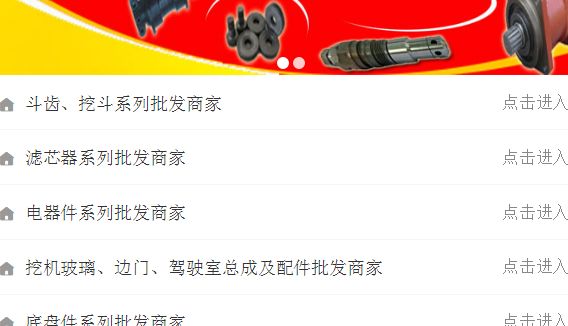 斗齿、挖斗系列批发商家 点击进入
滤芯器系列批发商家 点击进入
电器件系列批发商家 点击进入
挖机玻璃、边门、驾驶室总成及配件批发商家 点击进入
底盘件系列批发商家 点击进入